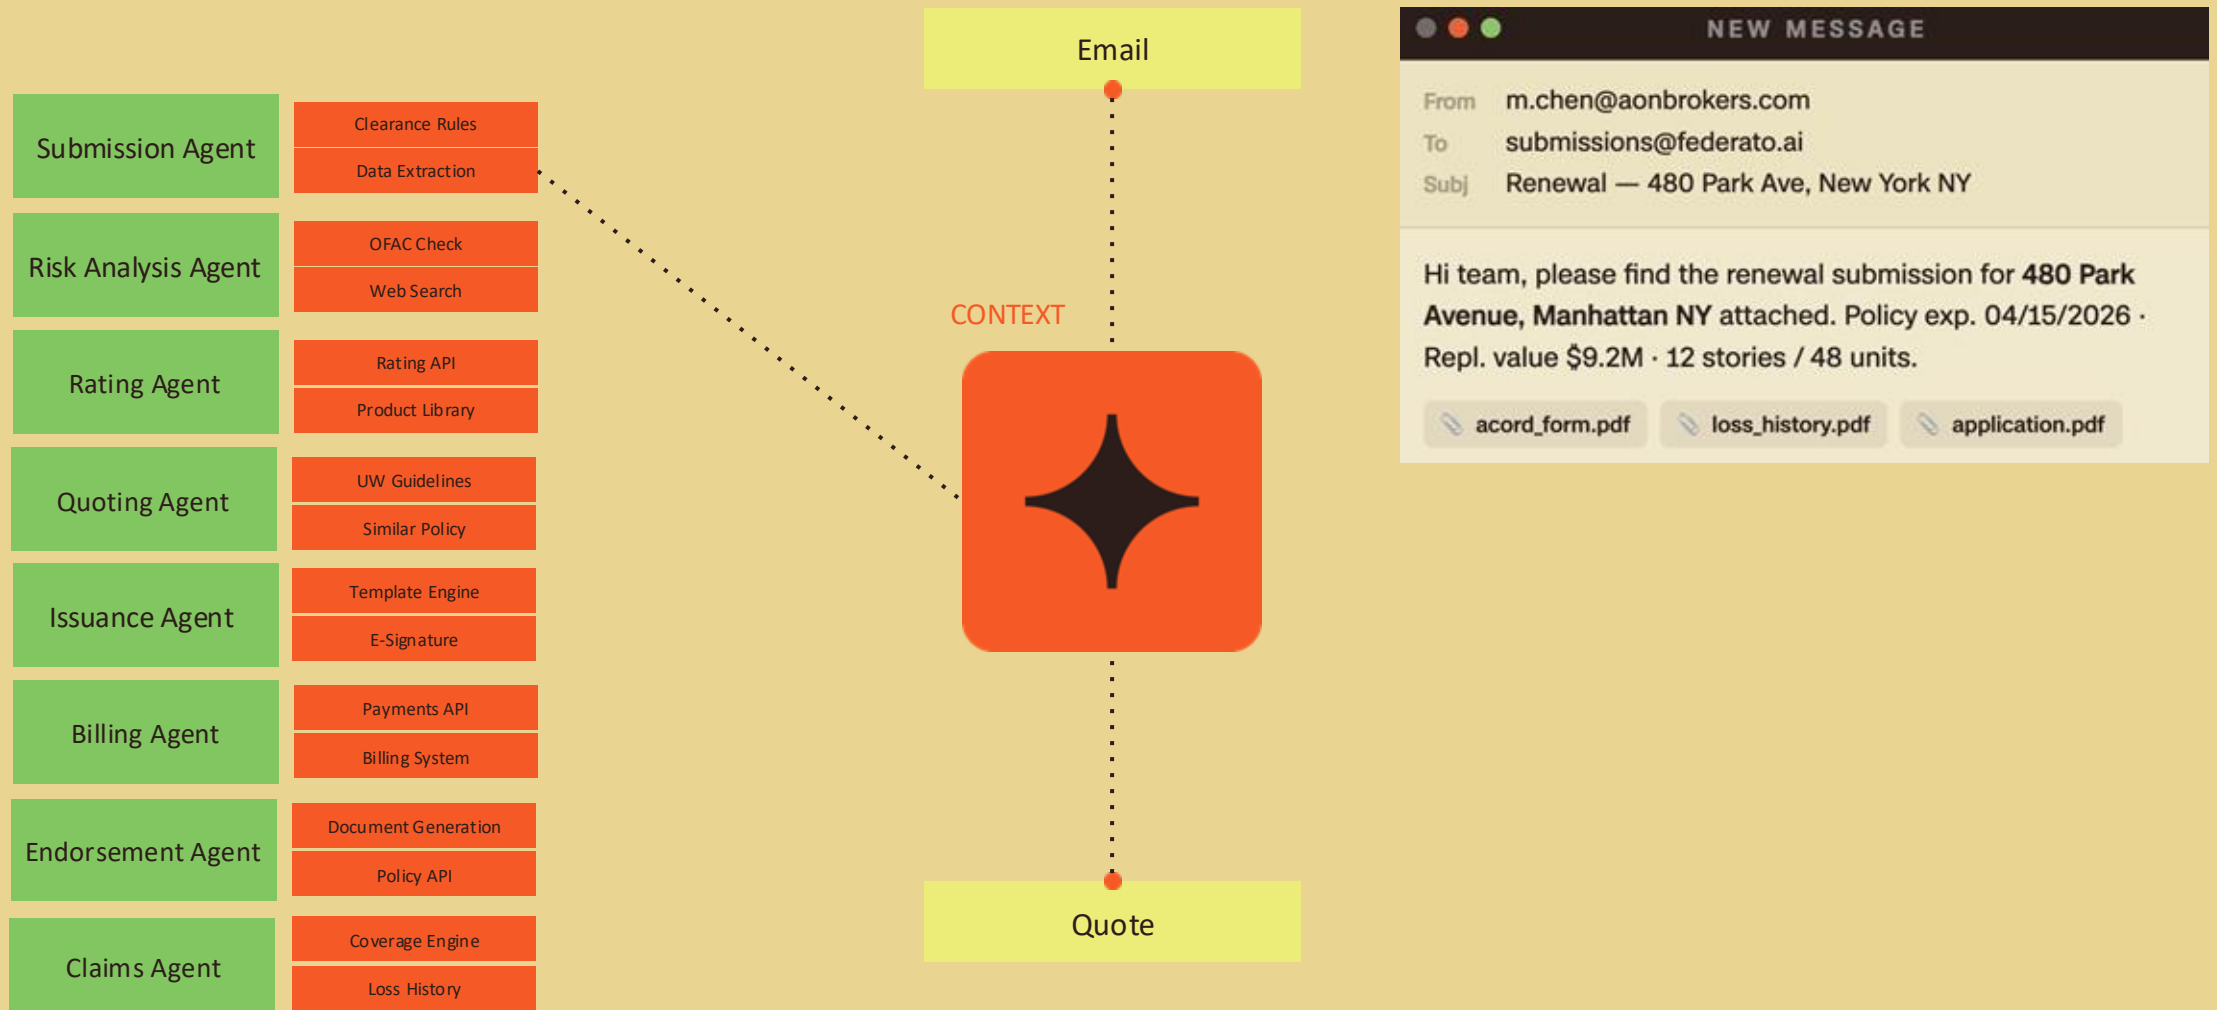 Submission Agent
Clearance Rules
Data Extraction
Risk Analysis Agent
OFAC Check
Web Search
Rating Agent
Rating API
Product Library
Quoting Agent
UW Guidelines
Similar Policy
Issuance Agent
Template Engine
E-Signature
Billing Agent
Payments API
Billing System
Endorsement Agent
Document Generation
Policy API
Claims Agent
Coverage Engine
Loss History
Email
CONTEXT
Quote
NEW MESSAGE
From m.chen@aonbrokers.com
To submissions@federato.ai
Subj Renewal — 480 Park Ave, New York NY
Hi team, please find the renewal submission for 480 Park
Avenue, Manhattan NY attached. Policy exp. 04/15/2026 ·
Repl. value $9.2M · 12 stories / 48 units.
acord_form.pdf loss_history.pdf application.pdf